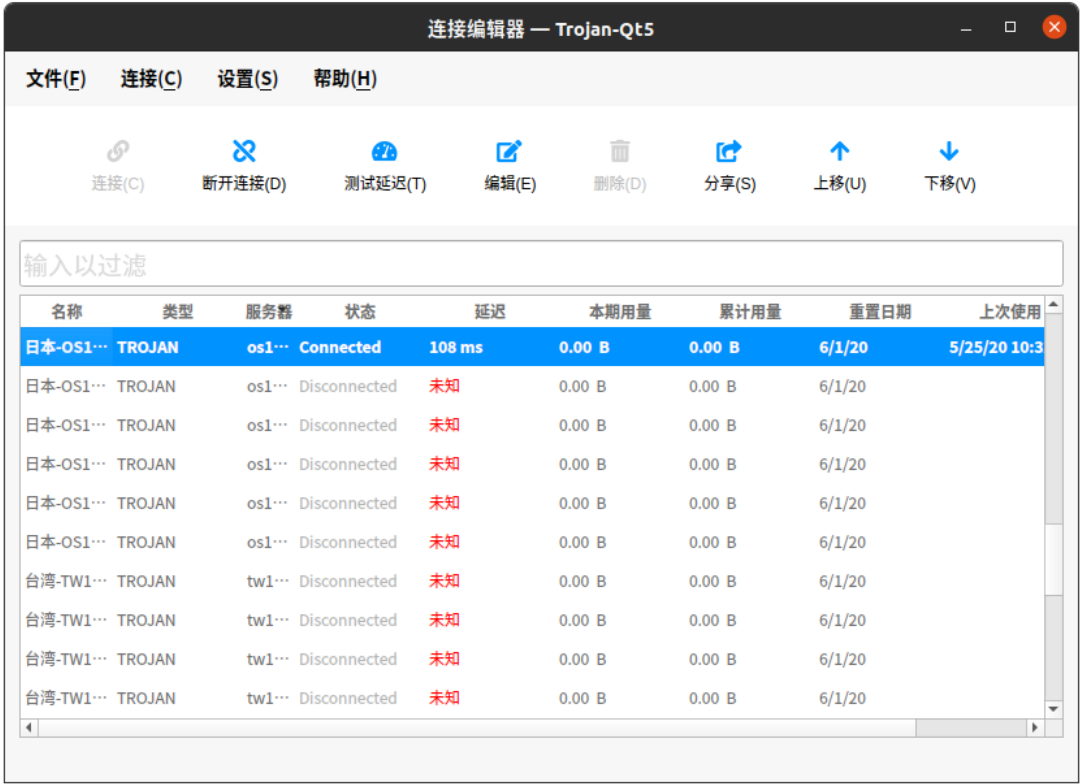 连接编辑器 — Trojan-Qt5
文件(F) 连接(C) 设置(S) 帮助(H)
连接(C) 断开连接(D) 测试延迟(T) 编辑(E) 删除(D) 分享(S) 上移(U) 下移(V)
输入以过滤
名称 类型 服务器 状态 延迟 本期用量 累计用量 重置日期 上次使用
日本-OS1··· TROJAN os1··· Connected 108 ms 0.00 B 0.00 B 6/1/20 5/25/20 10:3
日本-OS1··· TROJAN os1··· Disconnected 未知 0.00 B 0.00 B 6/1/20
日本-OS1··· TROJAN os1··· Disconnected 未知 0.00 B 0.00 B 6/1/20
日本-OS1··· TROJAN os1··· Disconnected 未知 0.00 B 0.00 B 6/1/20
日本-OS1··· TROJAN os1··· Disconnected 未知 0.00 B 0.00 B 6/1/20
日本-OS1··· TROJAN os1··· Disconnected 未知 0.00 B 0.00 B 6/1/20
台湾-TW1··· TROJAN tw1··· Disconnected 未知 0.00 B 0.00 B 6/1/20
台湾-TW1··· TROJAN tw1··· Disconnected 未知 0.00 B 0.00 B 6/1/20
台湾-TW1··· TROJAN tw1··· Disconnected 未知 0.00 B 0.00 B 6/1/20
台湾-TW1··· TROJAN tw1··· Disconnected 未知 0.00 B 0.00 B 6/1/20